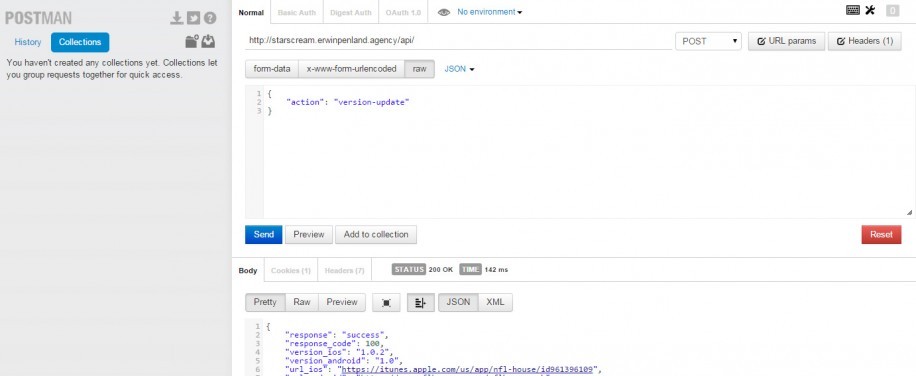 POSTMAN
History Collections
You haven't created any collections yet. Collections let
you group requests together for quick access.
Normal Basic Auth Digest Auth OAuth 1.0 No environment 0
http://starscream.erwinpenland.agency/api/ POST URL params Headers (1)
form-data x-www-form-urlencoded raw JSON
1 {
2 "action": "version-update"
3 }
Send Preview Add to collection Reset
Body Cookies (1) Headers (7) STATUS 200 OK TIME 142 ms
Pretty Raw Preview JSON XML
1 {
2 "response": "success",
3 "response_code": 100,
4 "version_ios": "1.0.2",
5 "version_android": "1.0",
6 "url_ios": "https://itunes.apple.com/us/app/nfl-house/id961396109",